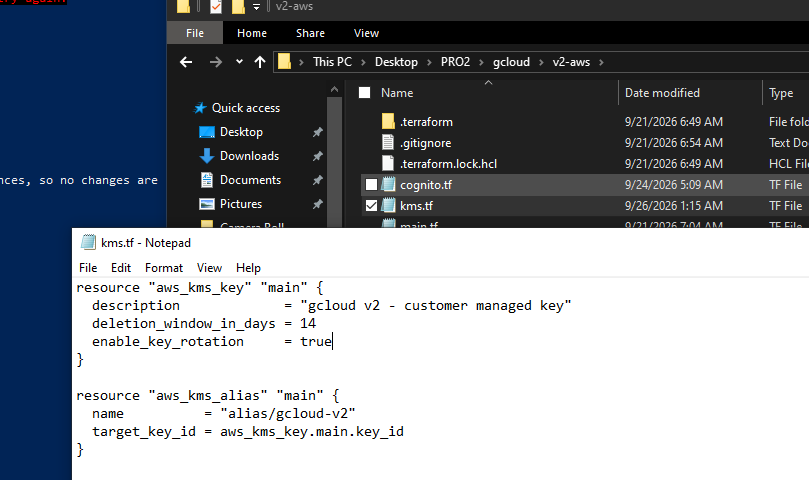 ry again.
v2-aws
File Home Share View
This PC > Desktop > PRO2 > gcloud > v2-aws >
Name Date modified Type
Quick access
.terraform 9/21/2026 6:49 AM File fold
Desktop
.gitignore 9/21/2026 6:54 AM Text Do
Downloads
.terraform.lock.hcl 9/21/2026 6:49 AM HCL Fil
nces, so no changes are
Documents
cognito.tf 9/24/2026 5:09 AM TF File
Pictures
kms.tf 9/26/2026 1:15 AM TF File
Camera Roll
main.tf 9/21/2026 7:04 AM TF File
kms.tf - Notepad
File Edit Format View Help
resource "aws_kms_key" "main" {
  description             = "gcloud v2 - customer managed key"
  deletion_window_in_days = 14
  enable_key_rotation     = true
}
resource "aws_kms_alias" "main" {
  name          = "alias/gcloud-v2"
  target_key_id = aws_kms_key.main.key_id
}